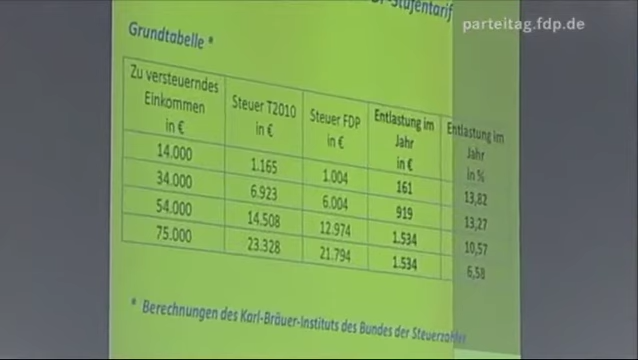 parteitag.fdp.de
-Stufentarif
Grundtabelle *
Zu versteuerndes Einkommen in € | Steuer T2010 in € | Steuer FDP in € | Entlastung im Jahr in € | Entlastung im Jahr in %
14.000 | 1.165 | 1.004 | 161 | 13,82
34.000 | 6.923 | 6.004 | 919 | 13,27
54.000 | 14.508 | 12.974 | 1.534 | 10,57
75.000 | 23.328 | 21.794 | 1.534 | 6,58
* Berechnungen des Karl-Bräuer-Instituts des Bundes der Steuerzahler